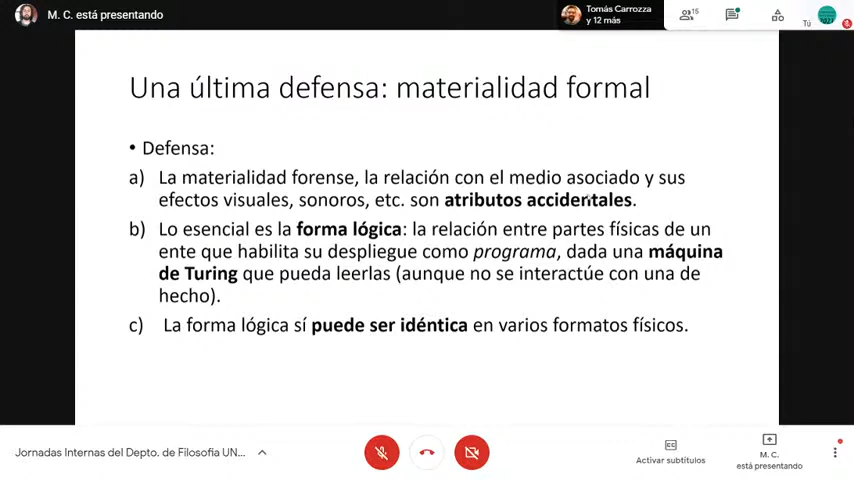 M. C. está presentando
Tomás Carrozza
y 12 más
15
Tú
Una última defensa: materialidad formal
• Defensa:
a) La materialidad forense, la relación con el medio asociado y sus
efectos visuales, sonoros, etc. son atributos accidentales.
b) Lo esencial es la forma lógica: la relación entre partes físicas de un
ente que habilita su despliegue como programa, dada una máquina
de Turing que pueda leerlas (aunque no se interactúe con una de
hecho).
c) La forma lógica sí puede ser idéntica en varios formatos físicos.
Jornadas Internas del Depto. de Filosofia UN...
Activar subtítulos
M. C.
está presentando